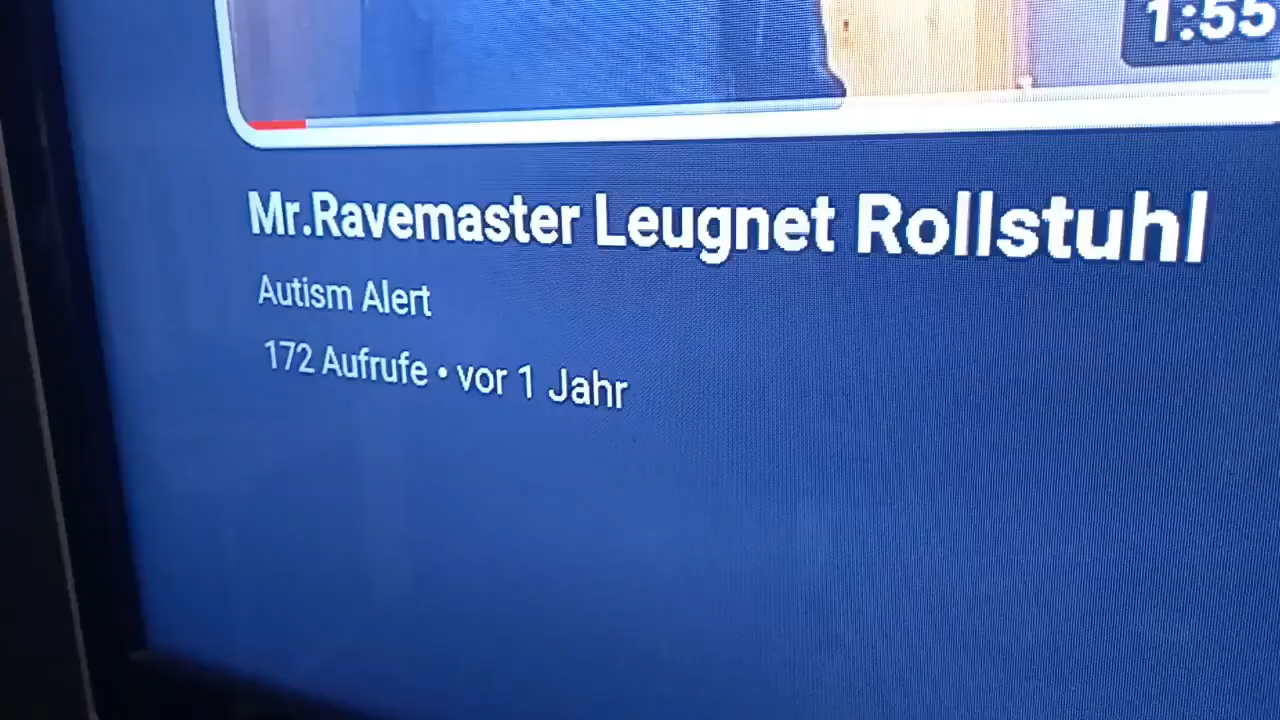 1:55
Mr.Ravemaster Leugnet Rollstuhl
Autism Alert
172 Aufrufe • vor 1 Jahr